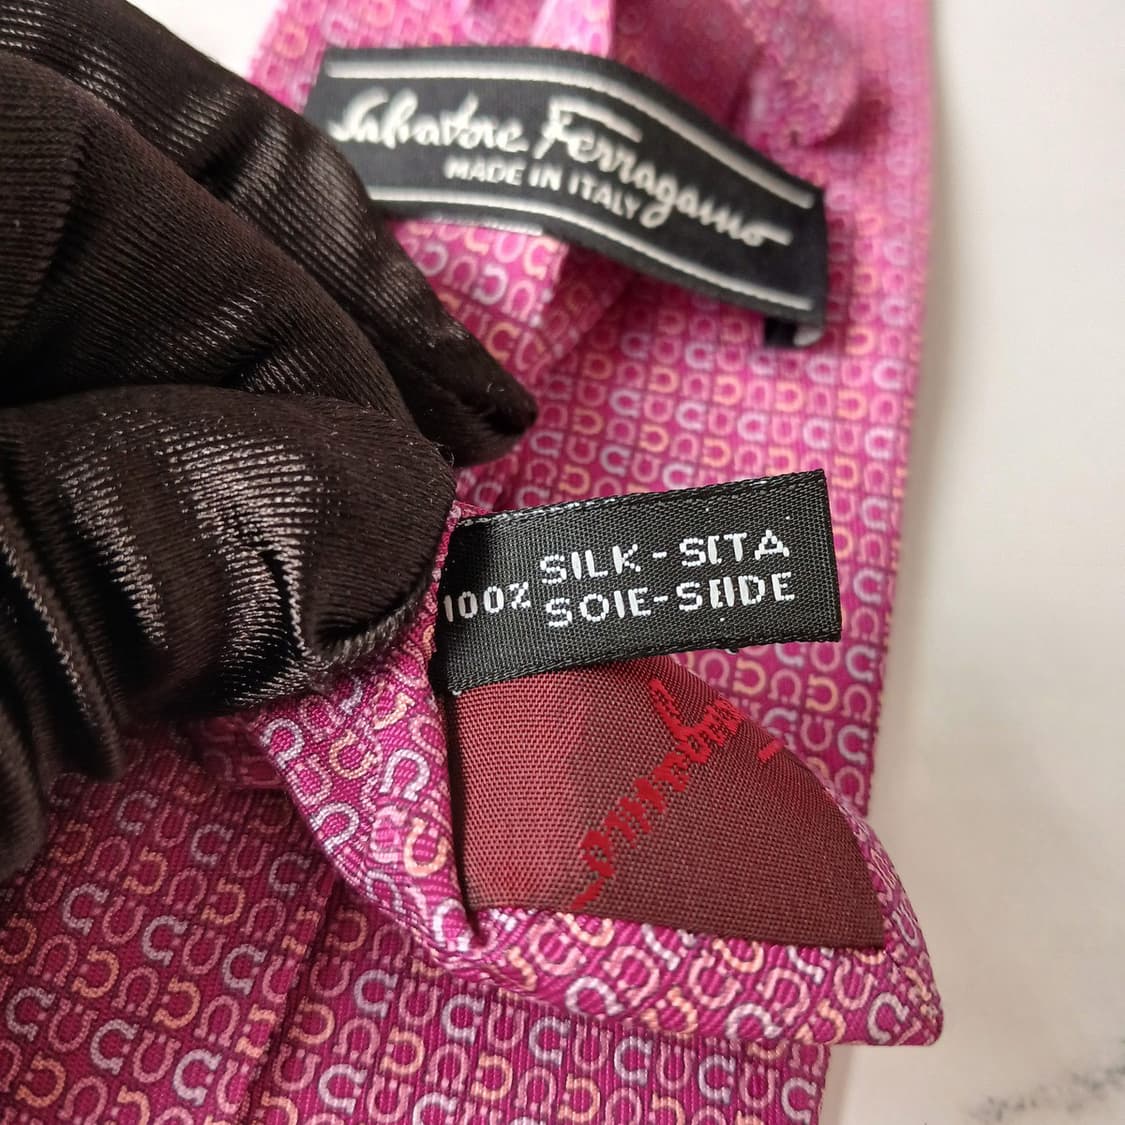 Salvatore Ferragamo
MADE IN ITALY
100% SILK - SETA
SOIE-SEIDE